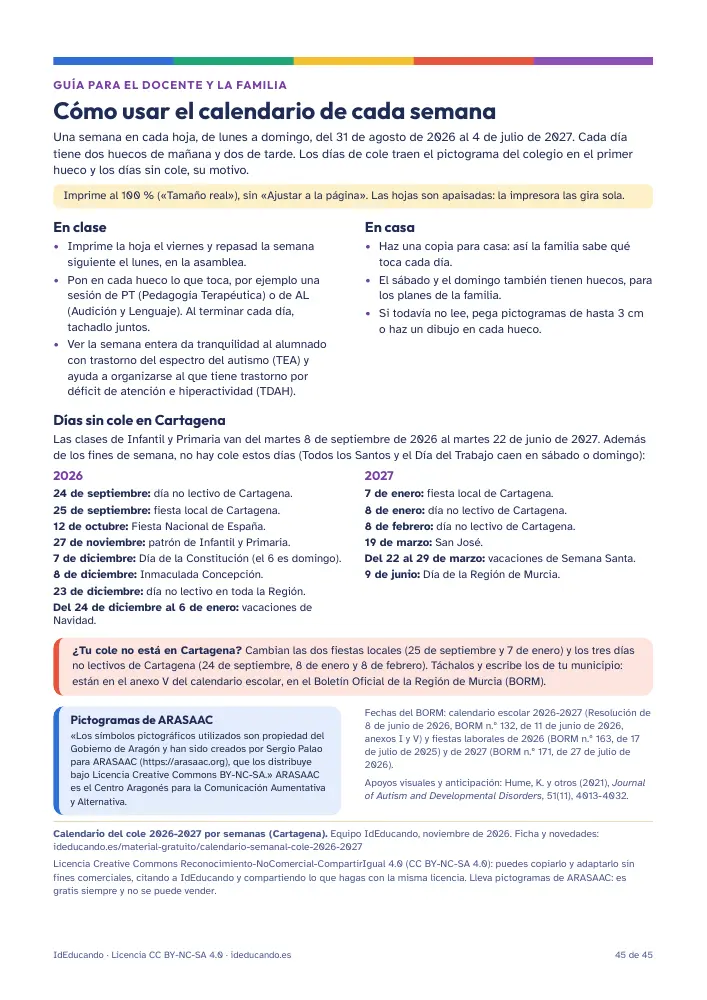 GUÍA PARA EL DOCENTE Y LA FAMILIA
Cómo usar el calendario de cada semana
Una semana en cada hoja, de lunes a domingo, del 31 de agosto de 2026 al 4 de julio de 2027. Cada día
tiene dos huecos de mañana y dos de tarde. Los días de cole traen el pictograma del colegio en el primer
hueco y los días sin cole, su motivo.
Imprime al 100 % («Tamaño real»), sin «Ajustar a la página». Las hojas son apaisadas: la impresora las gira sola.
En clase
• Imprime la hoja el viernes y repasad la semana
siguiente el lunes, en la asamblea.
• Pon en cada hueco lo que toca, por ejemplo una
sesión de PT (Pedagogía Terapéutica) o de AL
(Audición y Lenguaje). Al terminar cada día,
tachadlo juntos.
• Ver la semana entera da tranquilidad al alumnado
con trastorno del espectro del autismo (TEA) y
ayuda a organizarse al que tiene trastorno por
déficit de atención e hiperactividad (TDAH).
En casa
• Haz una copia para casa: así la familia sabe qué
toca cada día.
• El sábado y el domingo también tienen huecos, para
los planes de la familia.
• Si todavía no lee, pega pictogramas de hasta 3 cm
o haz un dibujo en cada hueco.
Días sin cole en Cartagena
Las clases de Infantil y Primaria van del martes 8 de septiembre de 2026 al martes 22 de junio de 2027. Además
de los fines de semana, no hay cole estos días (Todos los Santos y el Día del Trabajo caen en sábado o domingo):
2026
24 de septiembre: día no lectivo de Cartagena.
25 de septiembre: fiesta local de Cartagena.
12 de octubre: Fiesta Nacional de España.
27 de noviembre: patrón de Infantil y Primaria.
7 de diciembre: Día de la Constitución (el 6 es domingo).
8 de diciembre: Inmaculada Concepción.
23 de diciembre: día no lectivo en toda la Región.
Del 24 de diciembre al 6 de enero: vacaciones de
Navidad.
2027
7 de enero: fiesta local de Cartagena.
8 de enero: día no lectivo de Cartagena.
8 de febrero: día no lectivo de Cartagena.
19 de marzo: San José.
Del 22 al 29 de marzo: vacaciones de Semana Santa.
9 de junio: Día de la Región de Murcia.
¿Tu cole no está en Cartagena? Cambian las dos fiestas locales (25 de septiembre y 7 de enero) y los tres días
no lectivos de Cartagena (24 de septiembre, 8 de enero y 8 de febrero). Táchalos y escribe los de tu municipio:
están en el anexo V del calendario escolar, en el Boletín Oficial de la Región de Murcia (BORM).
Pictogramas de ARASAAC
«Los símbolos pictográficos utilizados son propiedad del
Gobierno de Aragón y han sido creados por Sergio Palao
para ARASAAC (https://arasaac.org), que los distribuye
bajo Licencia Creative Commons BY-NC-SA.» ARASAAC
es el Centro Aragonés para la Comunicación Aumentativa
y Alternativa.
Fechas del BORM: calendario escolar 2026-2027 (Resolución de
8 de junio de 2026, BORM n.º 132, de 11 de junio de 2026,
anexos I y V) y fiestas laborales de 2026 (BORM n.º 163, de 17
de julio de 2025) y de 2027 (BORM n.º 171, de 27 de julio de
2026).
Apoyos visuales y anticipación: Hume, K. y otros (2021), Journal
of Autism and Developmental Disorders, 51(11), 4013-4032.
Calendario del cole 2026-2027 por semanas (Cartagena). Equipo IdEducando, noviembre de 2026. Ficha y novedades:
ideducando.es/material-gratuito/calendario-semanal-cole-2026-2027
Licencia Creative Commons Reconocimiento-NoComercial-CompartirIgual 4.0 (CC BY-NC-SA 4.0): puedes copiarlo y adaptarlo sin
fines comerciales, citando a IdEducando y compartiendo lo que hagas con la misma licencia. Lleva pictogramas de ARASAAC: es
gratis siempre y no se puede vender.
IdEducando · Licencia CC BY-NC-SA 4.0 · ideducando.es
45 de 45